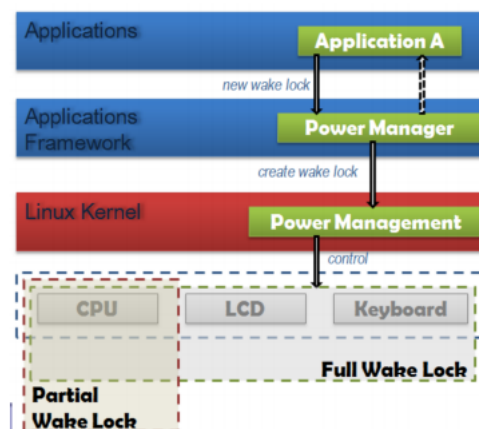 Applications
Application A
new wake lock
Applications
Framework
Power Manager
create wake lock
Linux Kernel
Power Management
control
CPU
LCD
Keyboard
Full Wake Lock
Partial
Wake Lock